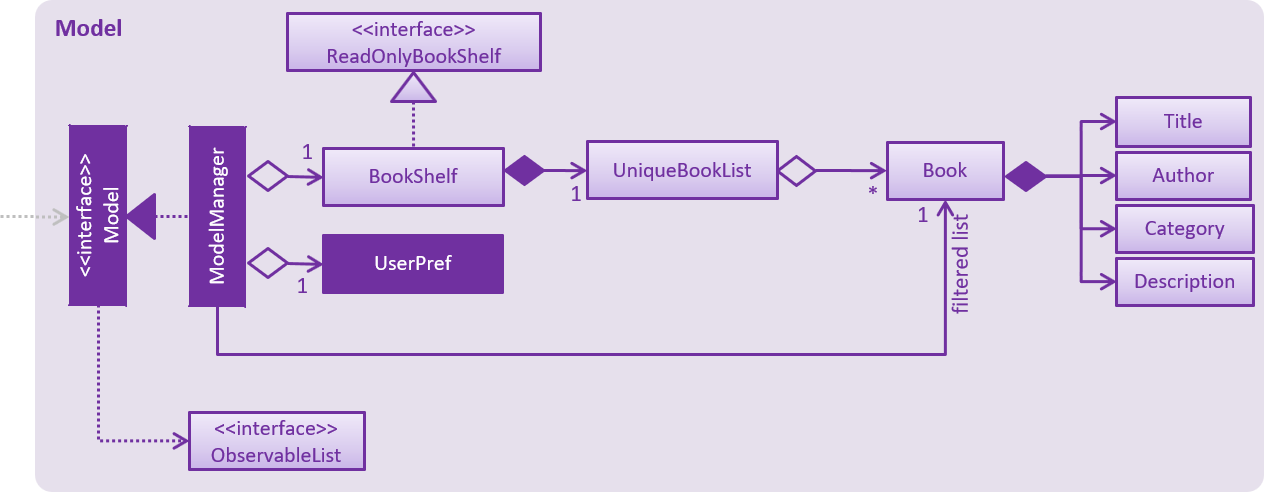 Model
<<interface>>
ReadOnlyBookShelf
<<interface>>
Model
ModelManager
1
BookShelf
1
UniqueBookList
*
Book
1
filtered list
Title
Author
Category
Description
1
UserPref
<<interface>>
ObservableList